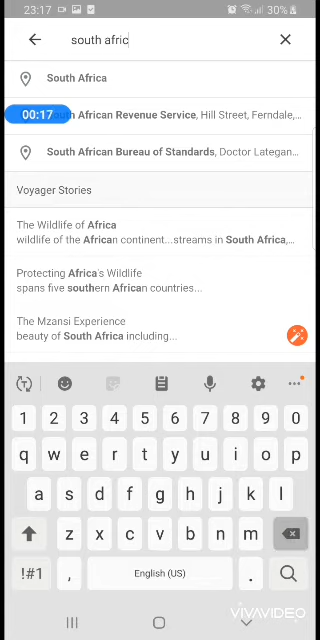 23:17 30%
south afric
South Africa
00:17 uth African Revenue Service, Hill Street, Ferndale,...
South African Bureau of Standards, Doctor Lategan...
Voyager Stories
The Wildlife of Africa
wildlife of the African continent...streams in South Africa,...
Protecting Africa's Wildlife
spans five southern African countries...
The Mzansi Experience
beauty of South Africa including...
1 2 3 4 5 6 7 8 9 0
q w e r t y u i o p
a s d f g h j k l
z x c v b n m
!#1 , English (US) .
VIVAVIDEO